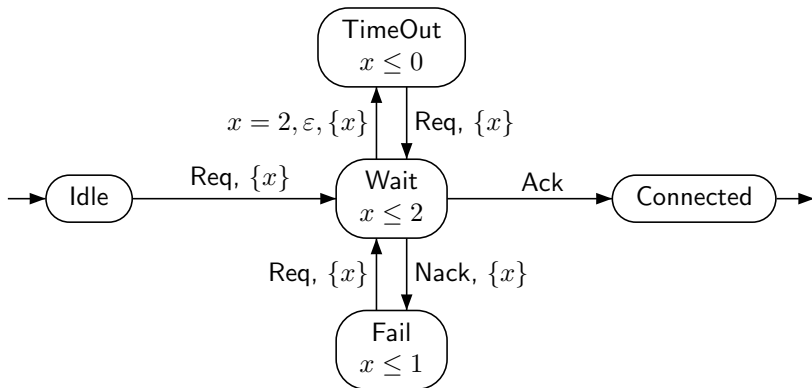 TimeOut
x ≤ 0
x = 2, ε, {x}
Req, {x}
Idle
Req, {x}
Wait
x ≤ 2
Ack
Connected
Req, {x}
Nack, {x}
Fail
x ≤ 1